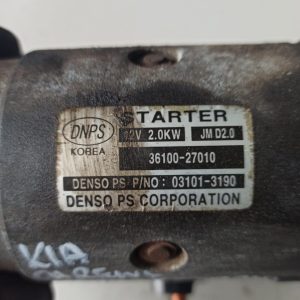 STARTER
DNPS
KOREA
12V 2.0KW
JM D2.0
36100-27010
DENSO PS P/NO : 03101-3190
DENSO PS CORPORATION
KIA